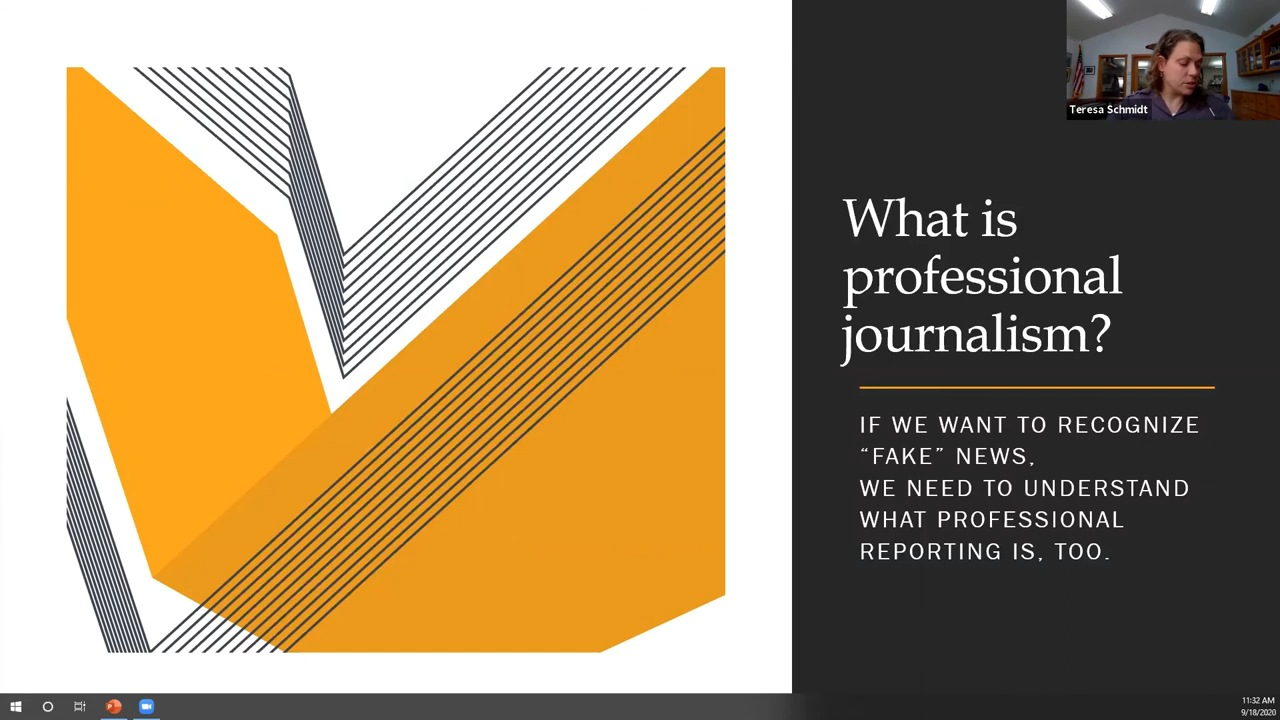 Teresa Schmidt
What is
professional
journalism?
IF WE WANT TO RECOGNIZE
“FAKE” NEWS,
WE NEED TO UNDERSTAND
WHAT PROFESSIONAL
REPORTING IS, TOO.
11:32 AM
9/18/2020